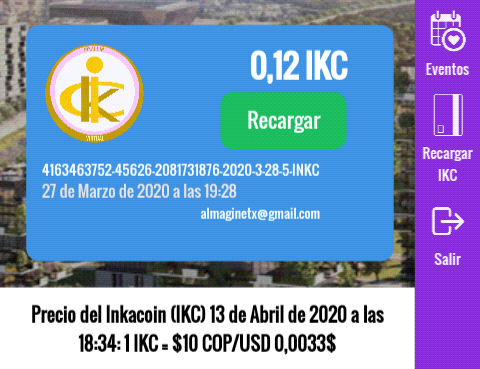 0,12 IKC
Recargar
4163463752-45626-2081731876-2020-3-28-5-INKC
27 de Marzo de 2020 a las 19:28
almaginetx@gmail.com
Eventos
Recargar
IKC
Salir
Precio del Inkacoin (IKC) 13 de Abril de 2020 a las
18:34: 1 IKC = $10 COP/USD 0,0033$